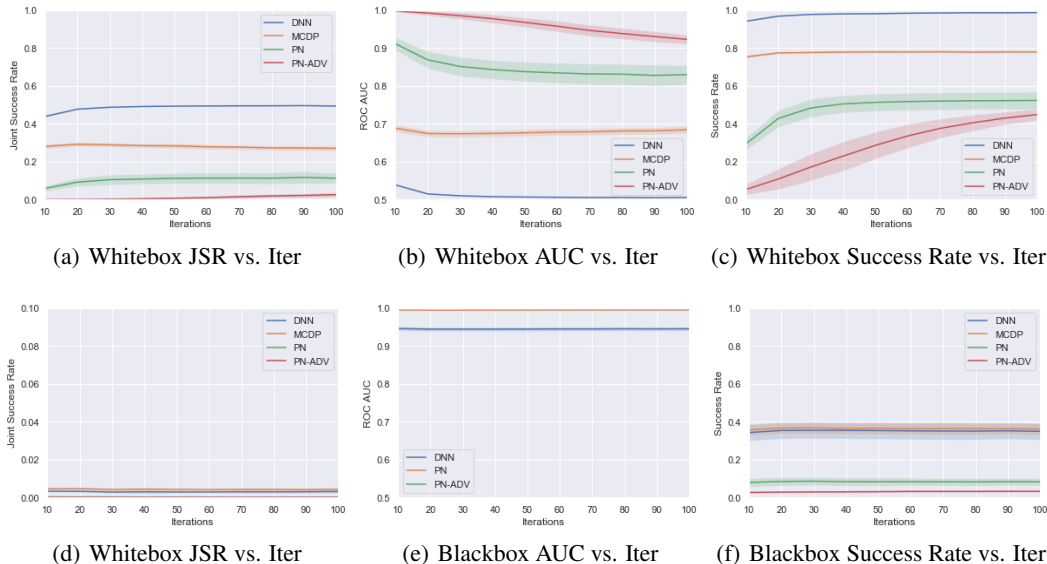 Joint Success Rate
1.0
0.8
0.6
0.4
0.2
0.0
10 20 30 40 50 60 70 80 90 100
Iterations
DNN
MCDP
PN
PN-ADV
(a) Whitebox JSR vs. Iter
ROC AUC
1.0
0.9
0.8
0.7
0.6
0.5
10 20 30 40 50 60 70 80 90 100
Iterations
DNN
MCDP
PN
PN-ADV
(b) Whitebox AUC vs. Iter
Success Rate
1.0
0.8
0.6
0.4
0.2
0.0
10 20 30 40 50 60 70 80 90 100
Iterations
DNN
MCDP
PN
PN-ADV
(c) Whitebox Success Rate vs. Iter
Joint Success Rate
0.10
0.08
0.06
0.04
0.02
0.00
10 20 30 40 50 60 70 80 90 100
Iterations
DNN
MCDP
PN
PN-ADV
(d) Whitebox JSR vs. Iter
ROC AUC
1.0
0.9
0.8
0.7
0.6
0.5
10 20 30 40 50 60 70 80 90 100
Iterations
DNN
PN
PN-ADV
(e) Blackbox AUC vs. Iter
Success Rate
1.0
0.8
0.6
0.4
0.2
0.0
10 20 30 40 50 60 70 80 90 100
Iterations
DNN
MCDP
PN
PN-ADV
(f) Blackbox Success Rate vs. Iter